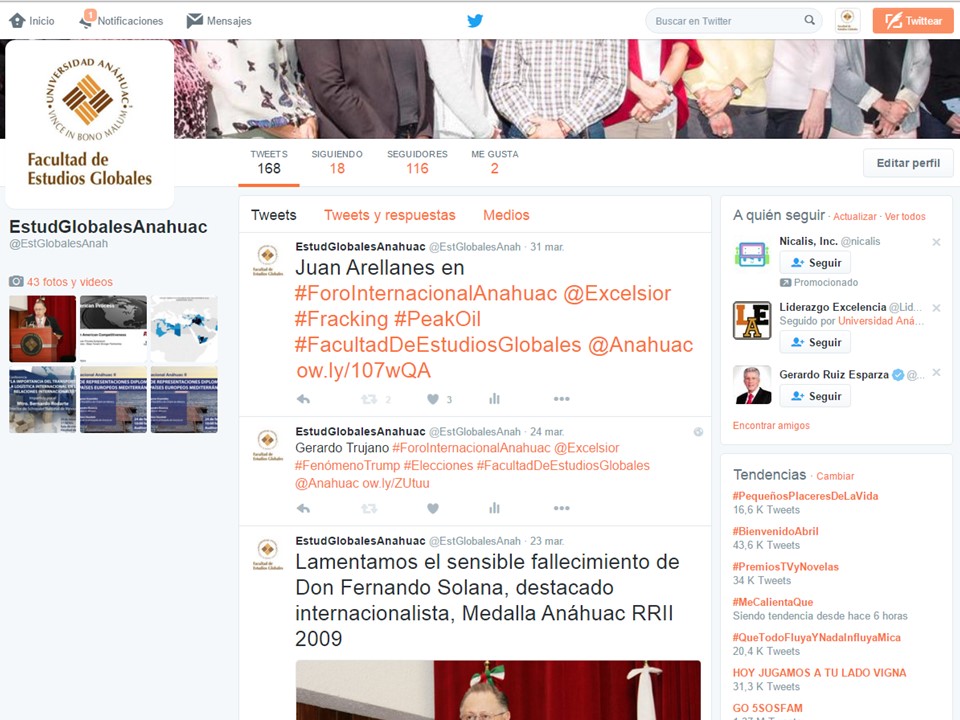 Inicio
1
Notificaciones
Mensajes
Buscar en Twitter
Twittear
UNIVERSIDAD ANÁHUAC
VINCE IN BONO MALUM
Facultad de
Estudios Globales
TWEETS
168
SIGUIENDO
18
SEGUIDORES
116
ME GUSTA
2
Editar perfil
EstudGlobalesAnahuac
@EstGlobalesAnah
43 fotos y videos
Tweets
Tweets y respuestas
Medios
EstudGlobalesAnahuac @EstGlobalesAnah · 31 mar.
Juan Arellanes en
#ForoInternacionalAnahuac @Excelsior
#Fracking #PeakOil
#FacultadDeEstudiosGlobales @Anahuac
ow.ly/107wQA
2
3
EstudGlobalesAnahuac @EstGlobalesAnah · 24 mar.
Gerardo Trujano #ForoInternacionalAnahuac @Excelsior
#FenómenoTrump #Elecciones #FacultadDeEstudiosGlobales
@Anahuac ow.ly/ZUtuu
EstudGlobalesAnahuac @EstGlobalesAnah · 23 mar.
Lamentamos el sensible fallecimiento de
Don Fernando Solana, destacado
internacionalista, Medalla Anáhuac RRII
2009
A quién seguir · Actualizar · Ver todos
Nicalis, Inc. @nicalis
Seguir
Promocionado
Liderazgo Excelencia @Lid...
Seguido por Universidad Aná...
Seguir
Gerardo Ruiz Esparza @...
Seguir
Encontrar amigos
Tendencias · Cambiar
#PequeñosPlaceresDeLaVida
16,6 K Tweets
#BienvenidoAbril
43,6 K Tweets
#PremiosTVyNovelas
34 K Tweets
#MeCalientaQue
Siendo tendencia desde hace 6 horas
#QueTodoFluyaYNadaInfluyaMica
20,4 K Tweets
HOY JUGAMOS A TU LADO VIGNA
31,3 K Tweets
GO 5SOSFAM